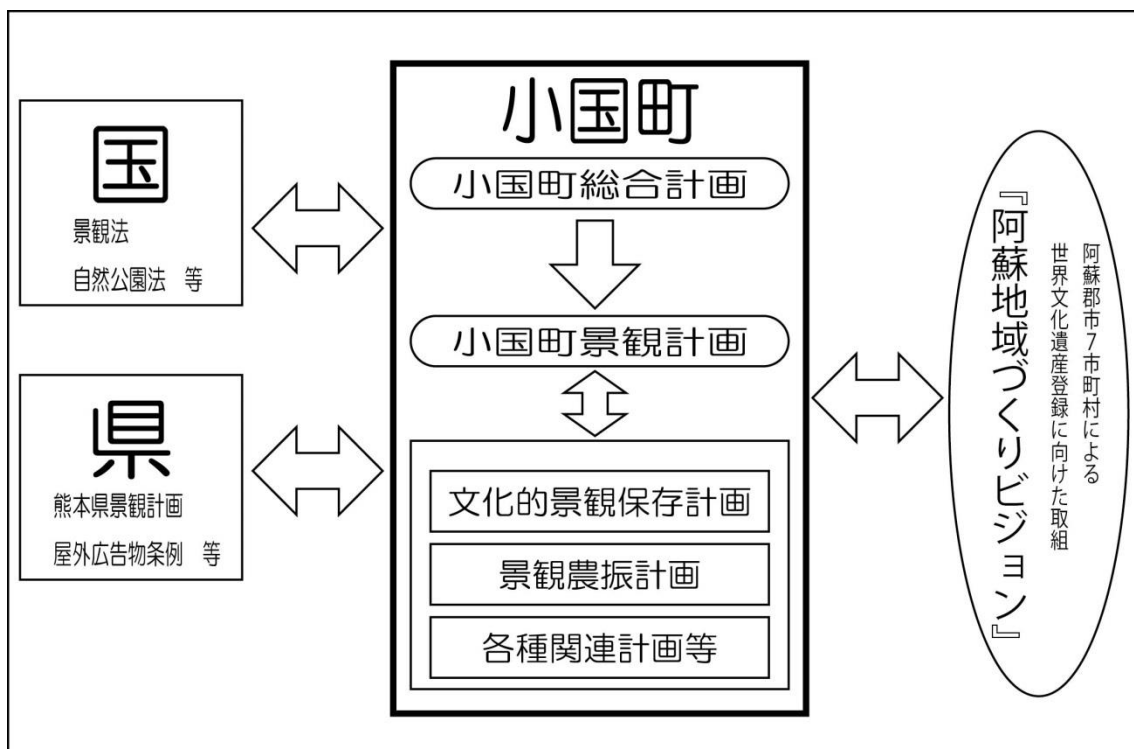 国
景観法
自然公園法　等
県
熊本県景観計画
屋外広告物条例　等
小国町
小国町総合計画
小国町景観計画
文化的景観保存計画
景観農振計画
各種関連計画等
阿蘇郡市7市町村による
世界文化遺産登録に向けた取組
『阿蘇地域づくりビジョン』